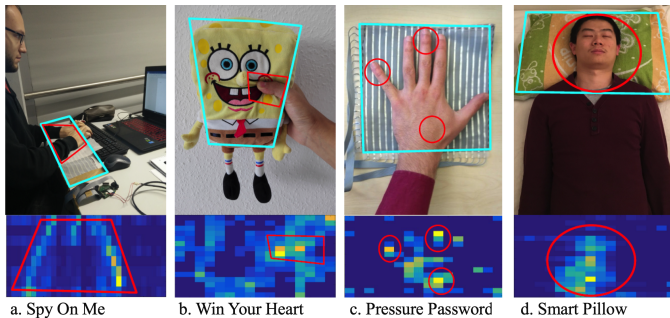 a. Spy On Me
b. Win Your Heart
c. Pressure Password
d. Smart Pillow